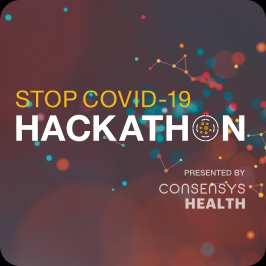 STOP COVID-19
HACKATHON
PRESENTED BY
CONSENSYS
HEALTH